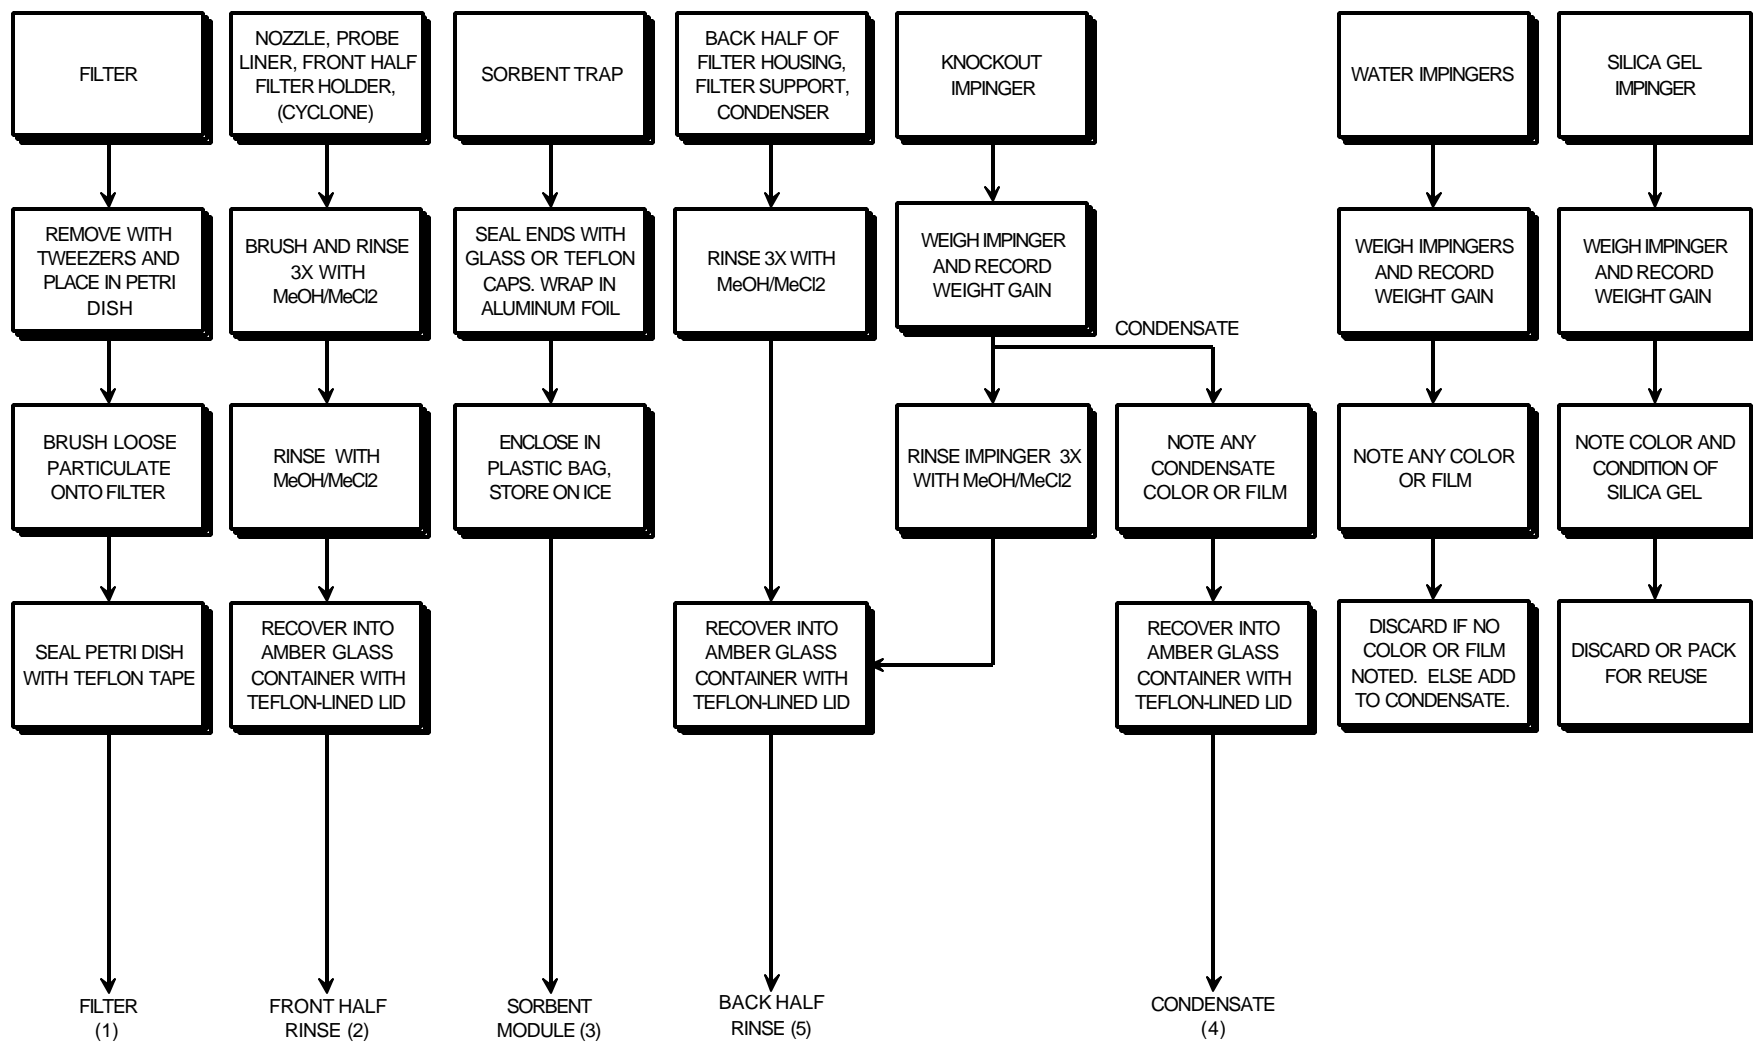 FILTER
NOZZLE, PROBE
LINER, FRONT HALF
FILTER HOLDER,
(CYCLONE)
SORBENT TRAP
BACK HALF OF
FILTER HOUSING,
FILTER SUPPORT,
CONDENSER
KNOCKOUT
IMPINGER
WATER IMPINGERS
SILICA GEL
IMPINGER
REMOVE WITH
TWEEZERS AND
PLACE IN PETRI
DISH
BRUSH AND RINSE
3X WITH
MeOH/MeCl2
SEAL ENDS WITH
GLASS OR TEFLON
CAPS. WRAP IN
ALUMINUM FOIL
RINSE 3X WITH
MeOH/MeCl2
WEIGH IMPINGER
AND RECORD
WEIGHT GAIN
WEIGH IMPINGERS
AND RECORD
WEIGHT GAIN
WEIGH IMPINGER
AND RECORD
WEIGHT GAIN
CONDENSATE
BRUSH LOOSE
PARTICULATE
ONTO FILTER
RINSE WITH
MeOH/MeCl2
ENCLOSE IN
PLASTIC BAG,
STORE ON ICE
RINSE IMPINGER 3X
WITH MeOH/MeCl2
NOTE ANY
CONDENSATE
COLOR OR FILM
NOTE ANY COLOR
OR FILM
NOTE COLOR AND
CONDITION OF
SILICA GEL
SEAL PETRI DISH
WITH TEFLON TAPE
RECOVER INTO
AMBER GLASS
CONTAINER WITH
TEFLON-LINED LID
RECOVER INTO
AMBER GLASS
CONTAINER WITH
TEFLON-LINED LID
RECOVER INTO
AMBER GLASS
CONTAINER WITH
TEFLON-LINED LID
DISCARD IF NO
COLOR OR FILM
NOTED. ELSE ADD
TO CONDENSATE.
DISCARD OR PACK
FOR REUSE
FILTER
(1)
FRONT HALF
RINSE (2)
SORBENT
MODULE (3)
BACK HALF
RINSE (5)
CONDENSATE
(4)